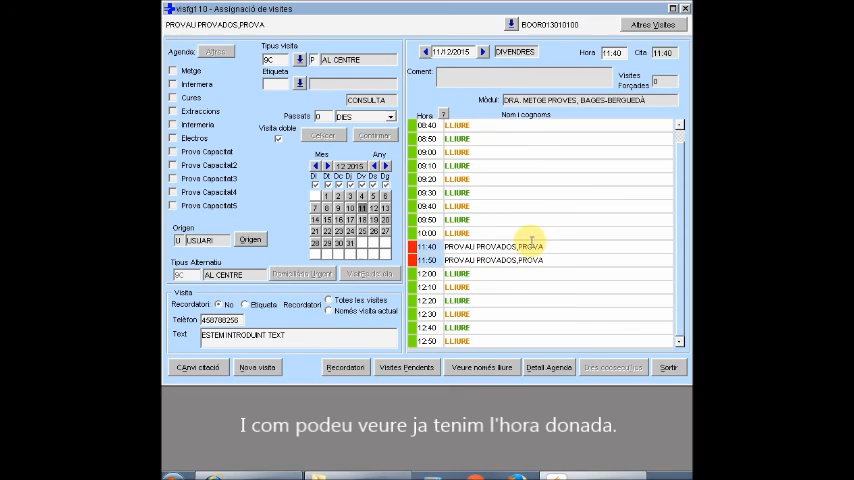 visfg110 - Assignació de visites
PROVAU PROVADOS,PROVA
BOOR013010100
Altres Visites
Agenda:
Altres
Metge
Infermera
Cures
Extraccions
Infermeria
Electros
Prova Capacitat
Prova Capacitat2
Prova Capacitat3
Prova Capacitat4
Prova Capacitat5
Origen
U USUARI
Origen
Tipus Alternatiu
9C AL CENTRE
Tipus visita
9C P AL CENTRE
Etiqueta
CONSULTA
Passats 0 DIES
Visita doble
Cel·licer
Confirmar
Mes Any
12 2015
Dl Dt Dc Dj Dv Ds Dg
1 2 3 4 5 6
7 8 9 10 11 12 13
14 15 16 17 18 19 20
21 22 23 24 25 26 27
28 29 30 31
Domiciliària Urgent
Visites de dia
Visita
Recordatori: No Etiqueta
Recordatori Totes les visites
Només visita actual
Telèfon 458788256
Text ESTEM INTRODUINT TEXT
11/12/2015 DIVENDRES Hora 11:40 Cita 11:40
Coment:
Visites Forçades 0
Mòdul: DRA. METGE PROVES, BAGES-BERGUEDÀ
Hora ? Nom i cognoms
08:40 LLIURE
08:50 LLIURE
09:00 LLIURE
09:10 LLIURE
09:20 LLIURE
09:30 LLIURE
09:40 LLIURE
09:50 LLIURE
10:00 LLIURE
11:40 PROVAU PROVADOS,PROVA
11:50 PROVAU PROVADOS,PROVA
12:00 LLIURE
12:10 LLIURE
12:20 LLIURE
12:30 LLIURE
12:40 LLIURE
12:50 LLIURE
CAnvi citació
Nova visita
Recordatori
Visites Pendents
Veure només lliure
Detall Agenda
Dies consecutius
Sortir
I com podeu veure ja tenim l'hora donada.